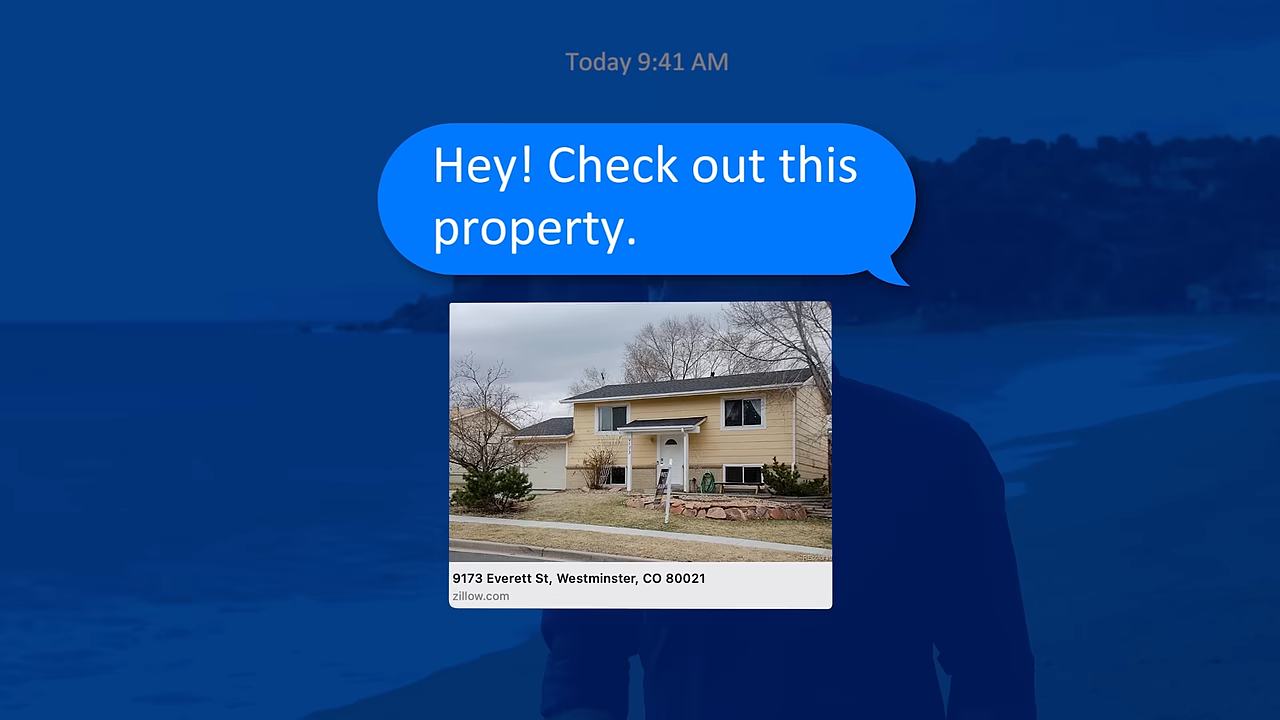 Today 9:41 AM
Hey! Check out this
property.
9173 Everett St, Westminster, CO 80021
zillow.com